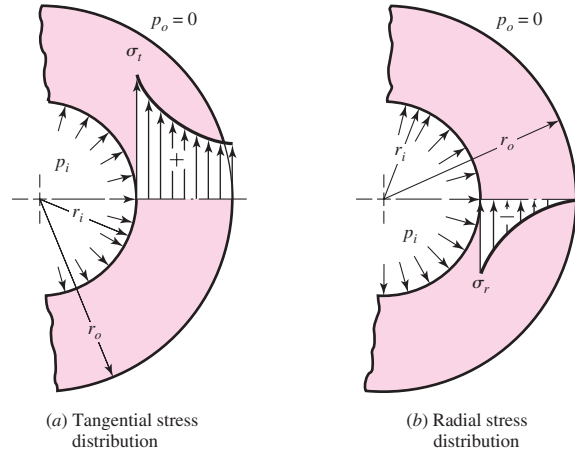 p_o = 0
σ_t
+
p_i
r_i
r_o
(a) Tangential stress
distribution
p_o = 0
r_i
r_o
–
p_i
σ_r
(b) Radial stress
distribution